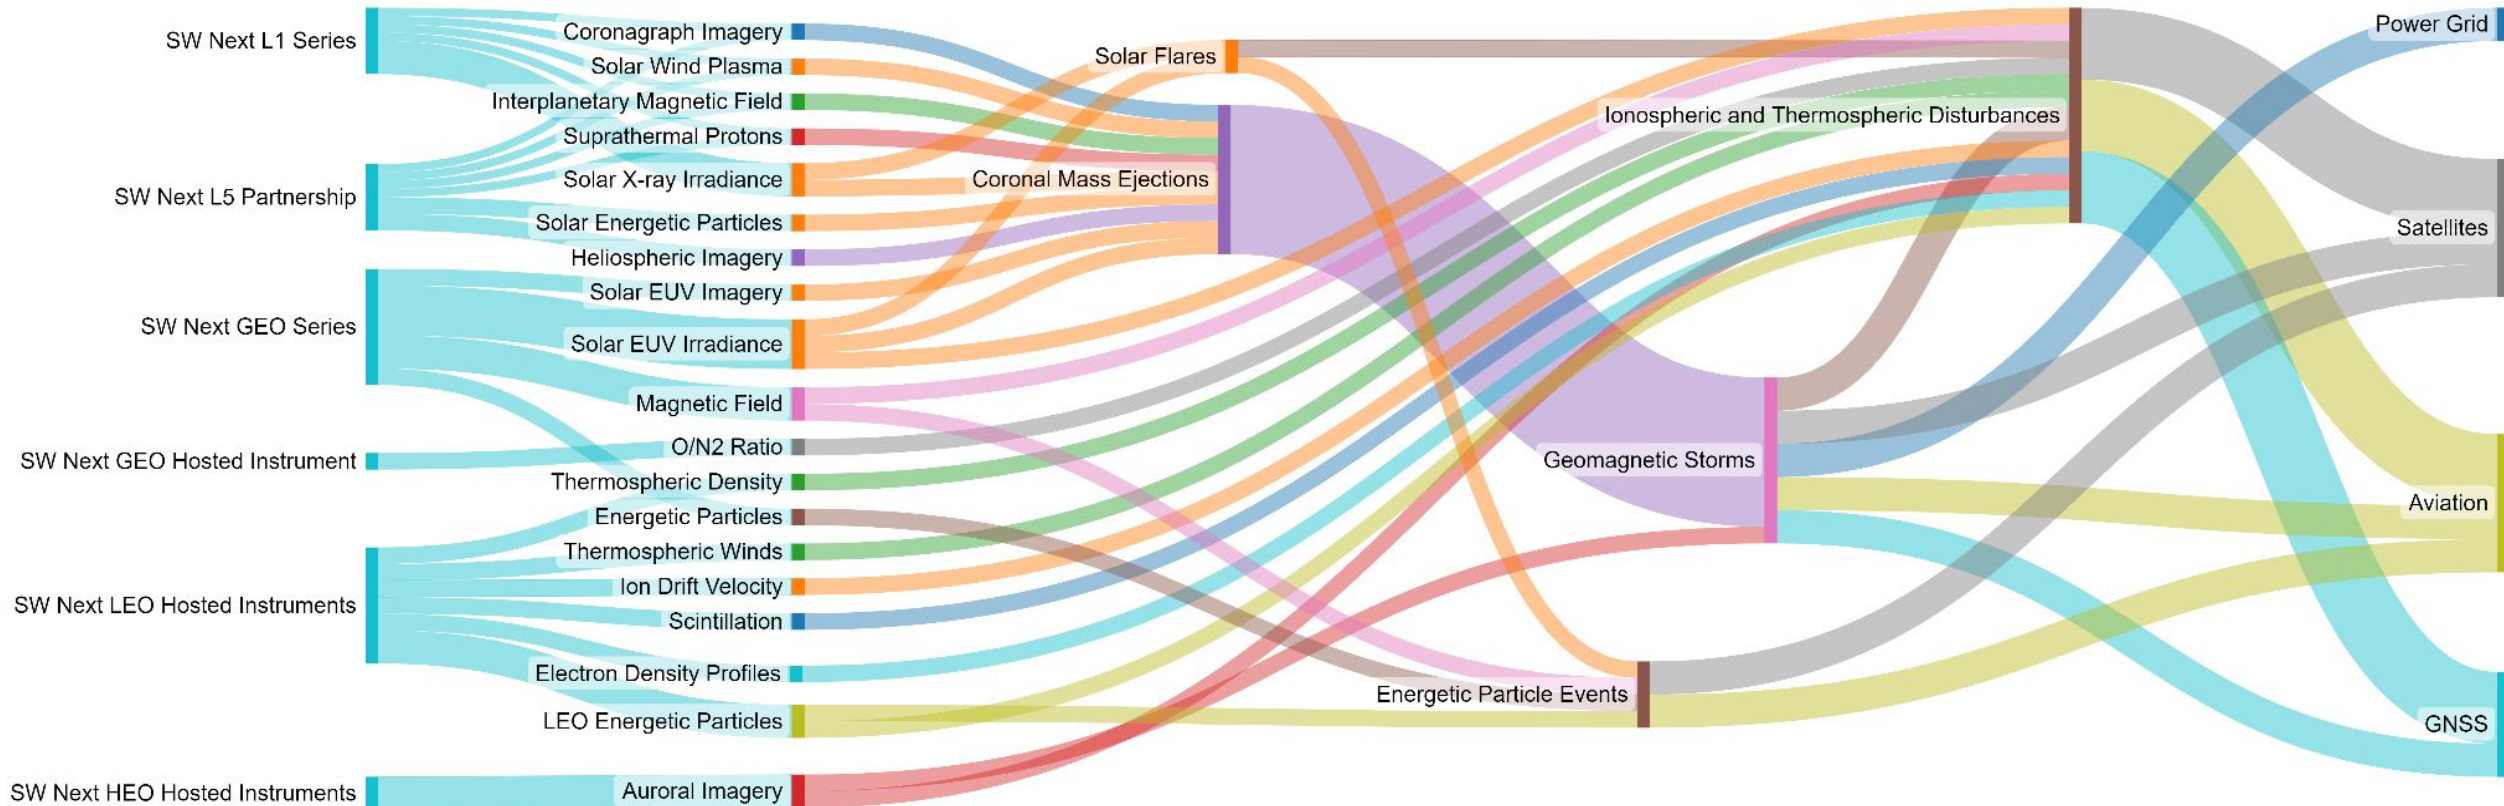 SW Next L1 Series
SW Next L5 Partnership
SW Next GEO Series
SW Next GEO Hosted Instrument
SW Next LEO Hosted Instruments
SW Next HEO Hosted Instruments
Coronagraph Imagery
Solar Wind Plasma
Interplanetary Magnetic Field
Suprathermal Protons
Solar X-ray Irradiance
Solar Energetic Particles
Heliospheric Imagery
Solar EUV Imagery
Solar EUV Irradiance
Magnetic Field
O/N2 Ratio
Thermospheric Density
Energetic Particles
Thermospheric Winds
Ion Drift Velocity
Scintillation
Electron Density Profiles
LEO Energetic Particles
Auroral Imagery
Solar Flares
Coronal Mass Ejections
Energetic Particle Events
Geomagnetic Storms
Ionospheric and Thermospheric Disturbances
Power Grid
Satellites
Aviation
GNSS